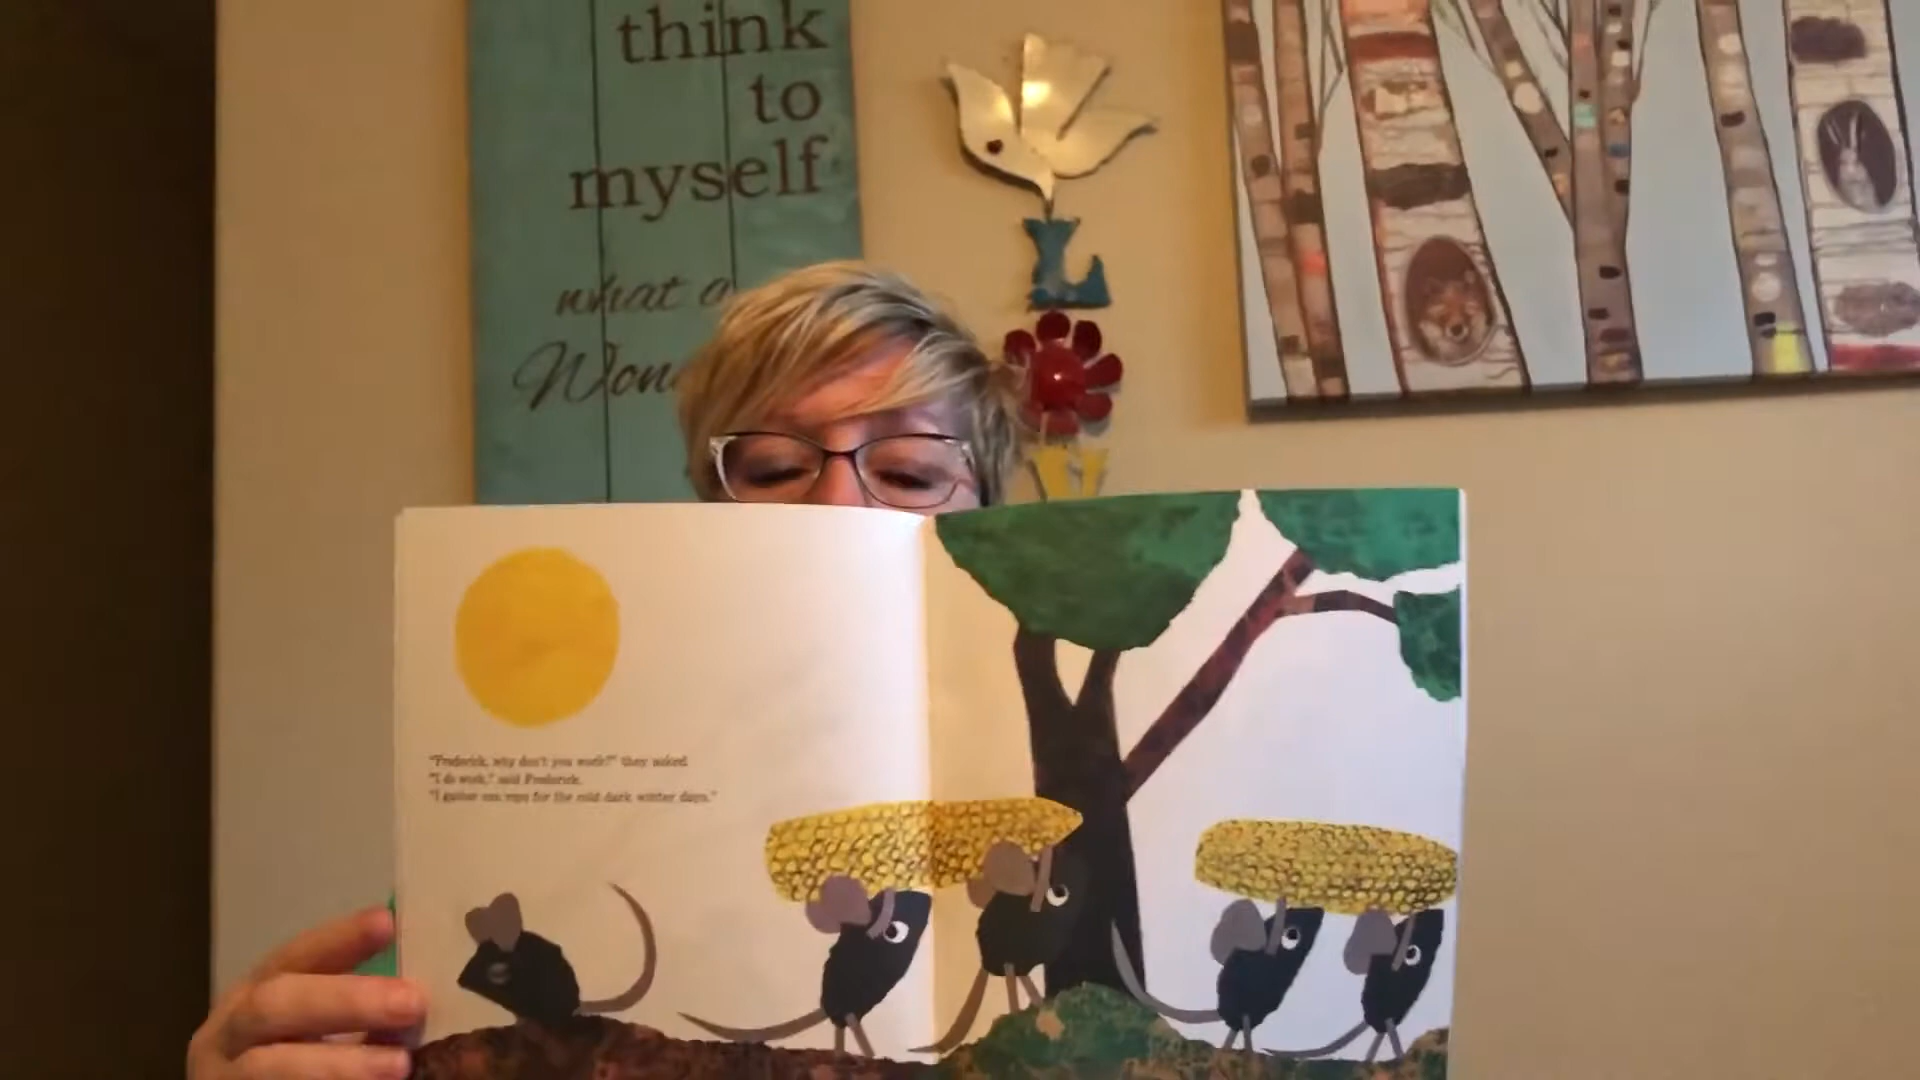 think
to
myself
what a
Won
L
"Frederick, why don't you work?" they asked.
"I do work," said Frederick.
"I gather sun rays for the cold dark winter days."